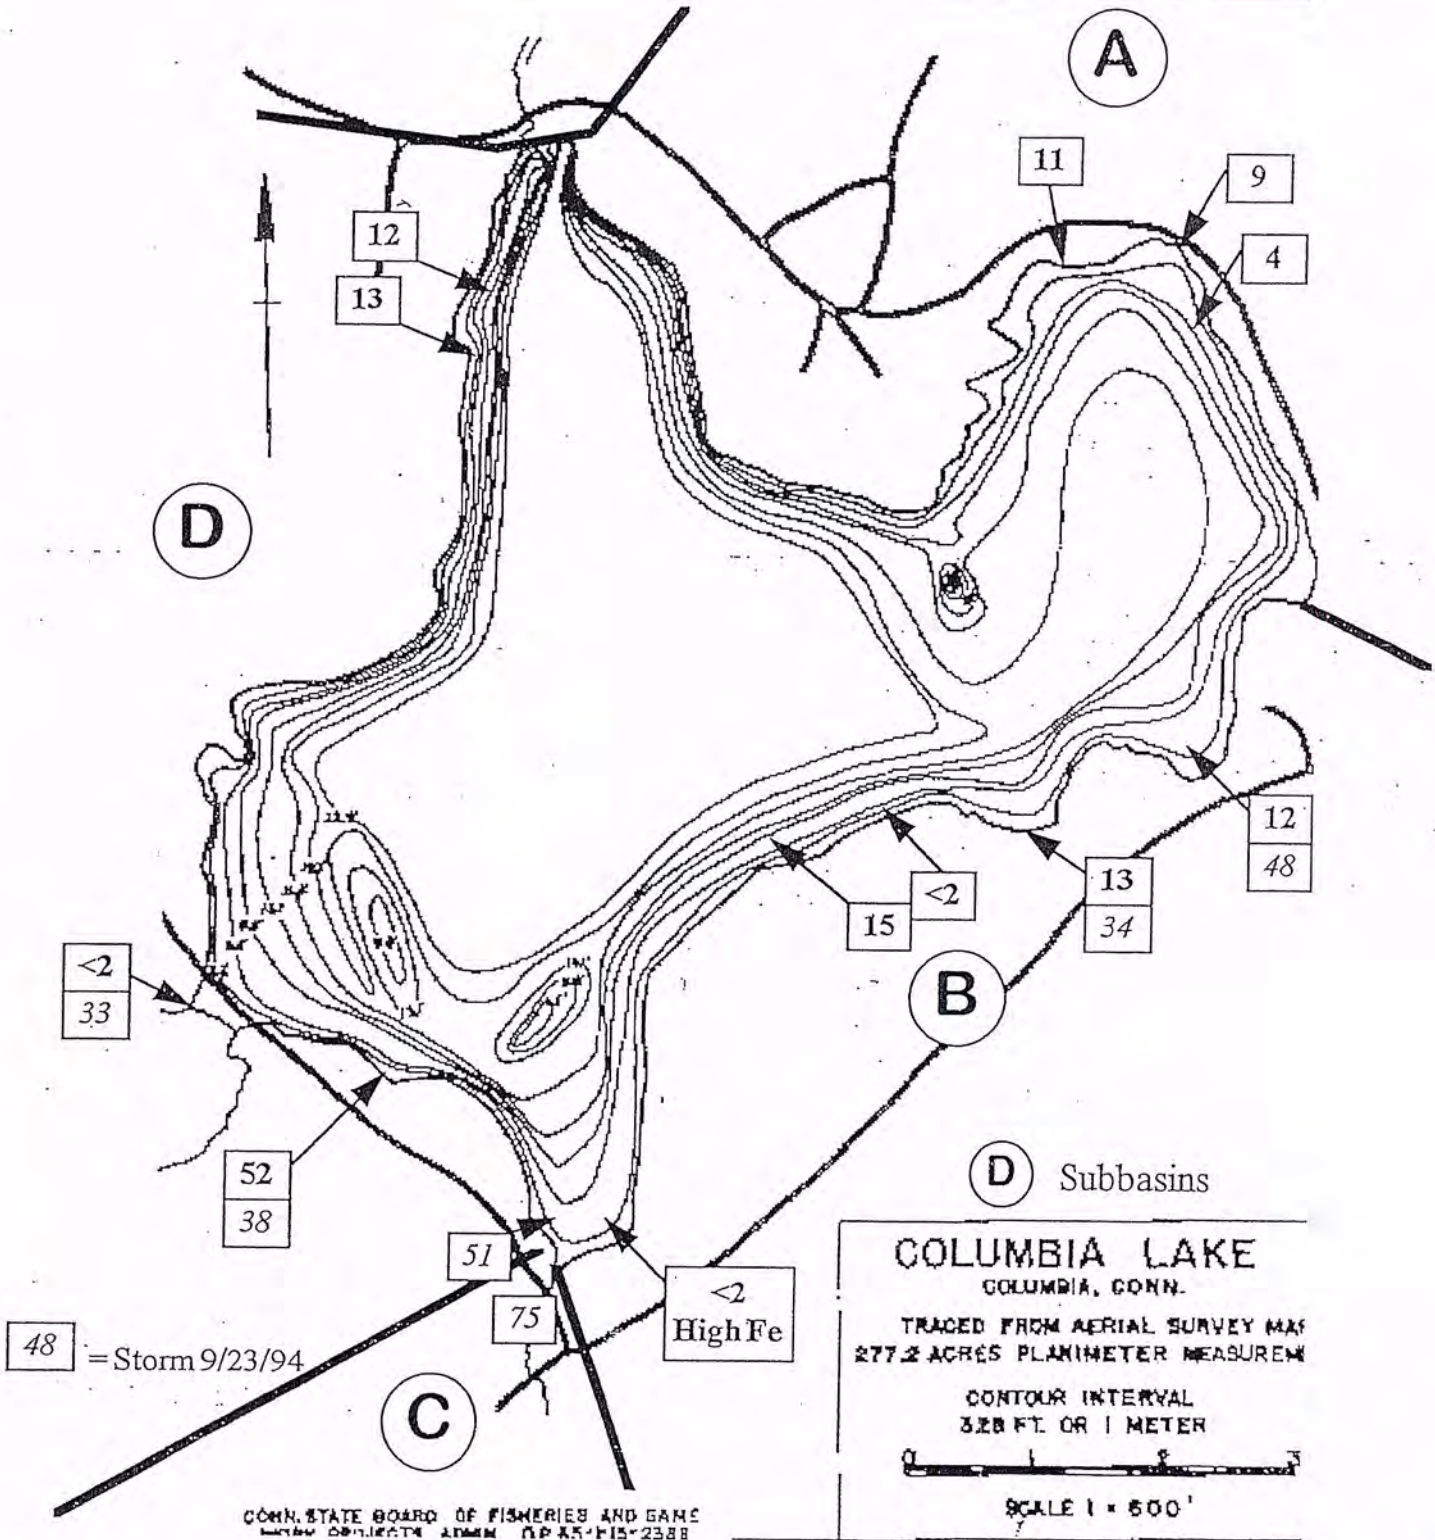 A
11
9
12
4
13
D
12
48
<2
13
34
15
<2
33
B
52
38
D Subbasins
51
<2
High Fe
75
COLUMBIA LAKE
COLUMBIA, CONN.
TRACED FROM AERIAL SURVEY MAP
277.2 ACRES PLANIMETER MEASUREM
CONTOUR INTERVAL
3.28 FT. OR 1 METER
0 1 2 3
SCALE 1 = 600'
48 = Storm 9/23/94
C
CONN. STATE BOARD OF FISHERIES AND GAME